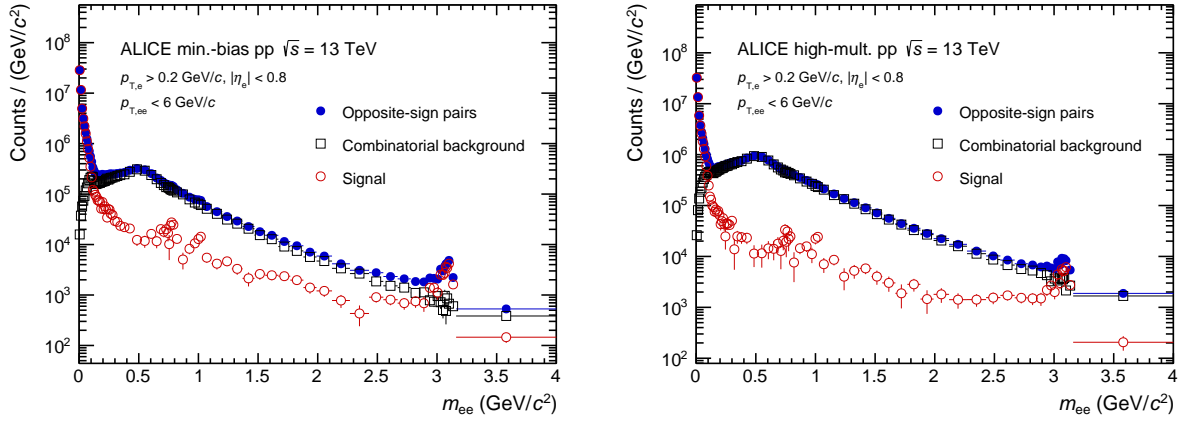 Counts / (GeV/c²)
10⁸
10⁷
10⁶
10⁵
10⁴
10³
10²
ALICE min.-bias pp √s = 13 TeV
p_T,e > 0.2 GeV/c, |η_e| < 0.8
p_T,ee < 6 GeV/c
Opposite-sign pairs
Combinatorial background
Signal
0 0.5 1 1.5 2 2.5 3 3.5 4
m_ee (GeV/c²)
Counts / (GeV/c²)
10⁸
10⁷
10⁶
10⁵
10⁴
10³
10²
ALICE high-mult. pp √s = 13 TeV
p_T,e > 0.2 GeV/c, |η_e| < 0.8
p_T,ee < 6 GeV/c
Opposite-sign pairs
Combinatorial background
Signal
0 0.5 1 1.5 2 2.5 3 3.5 4
m_ee (GeV/c²)